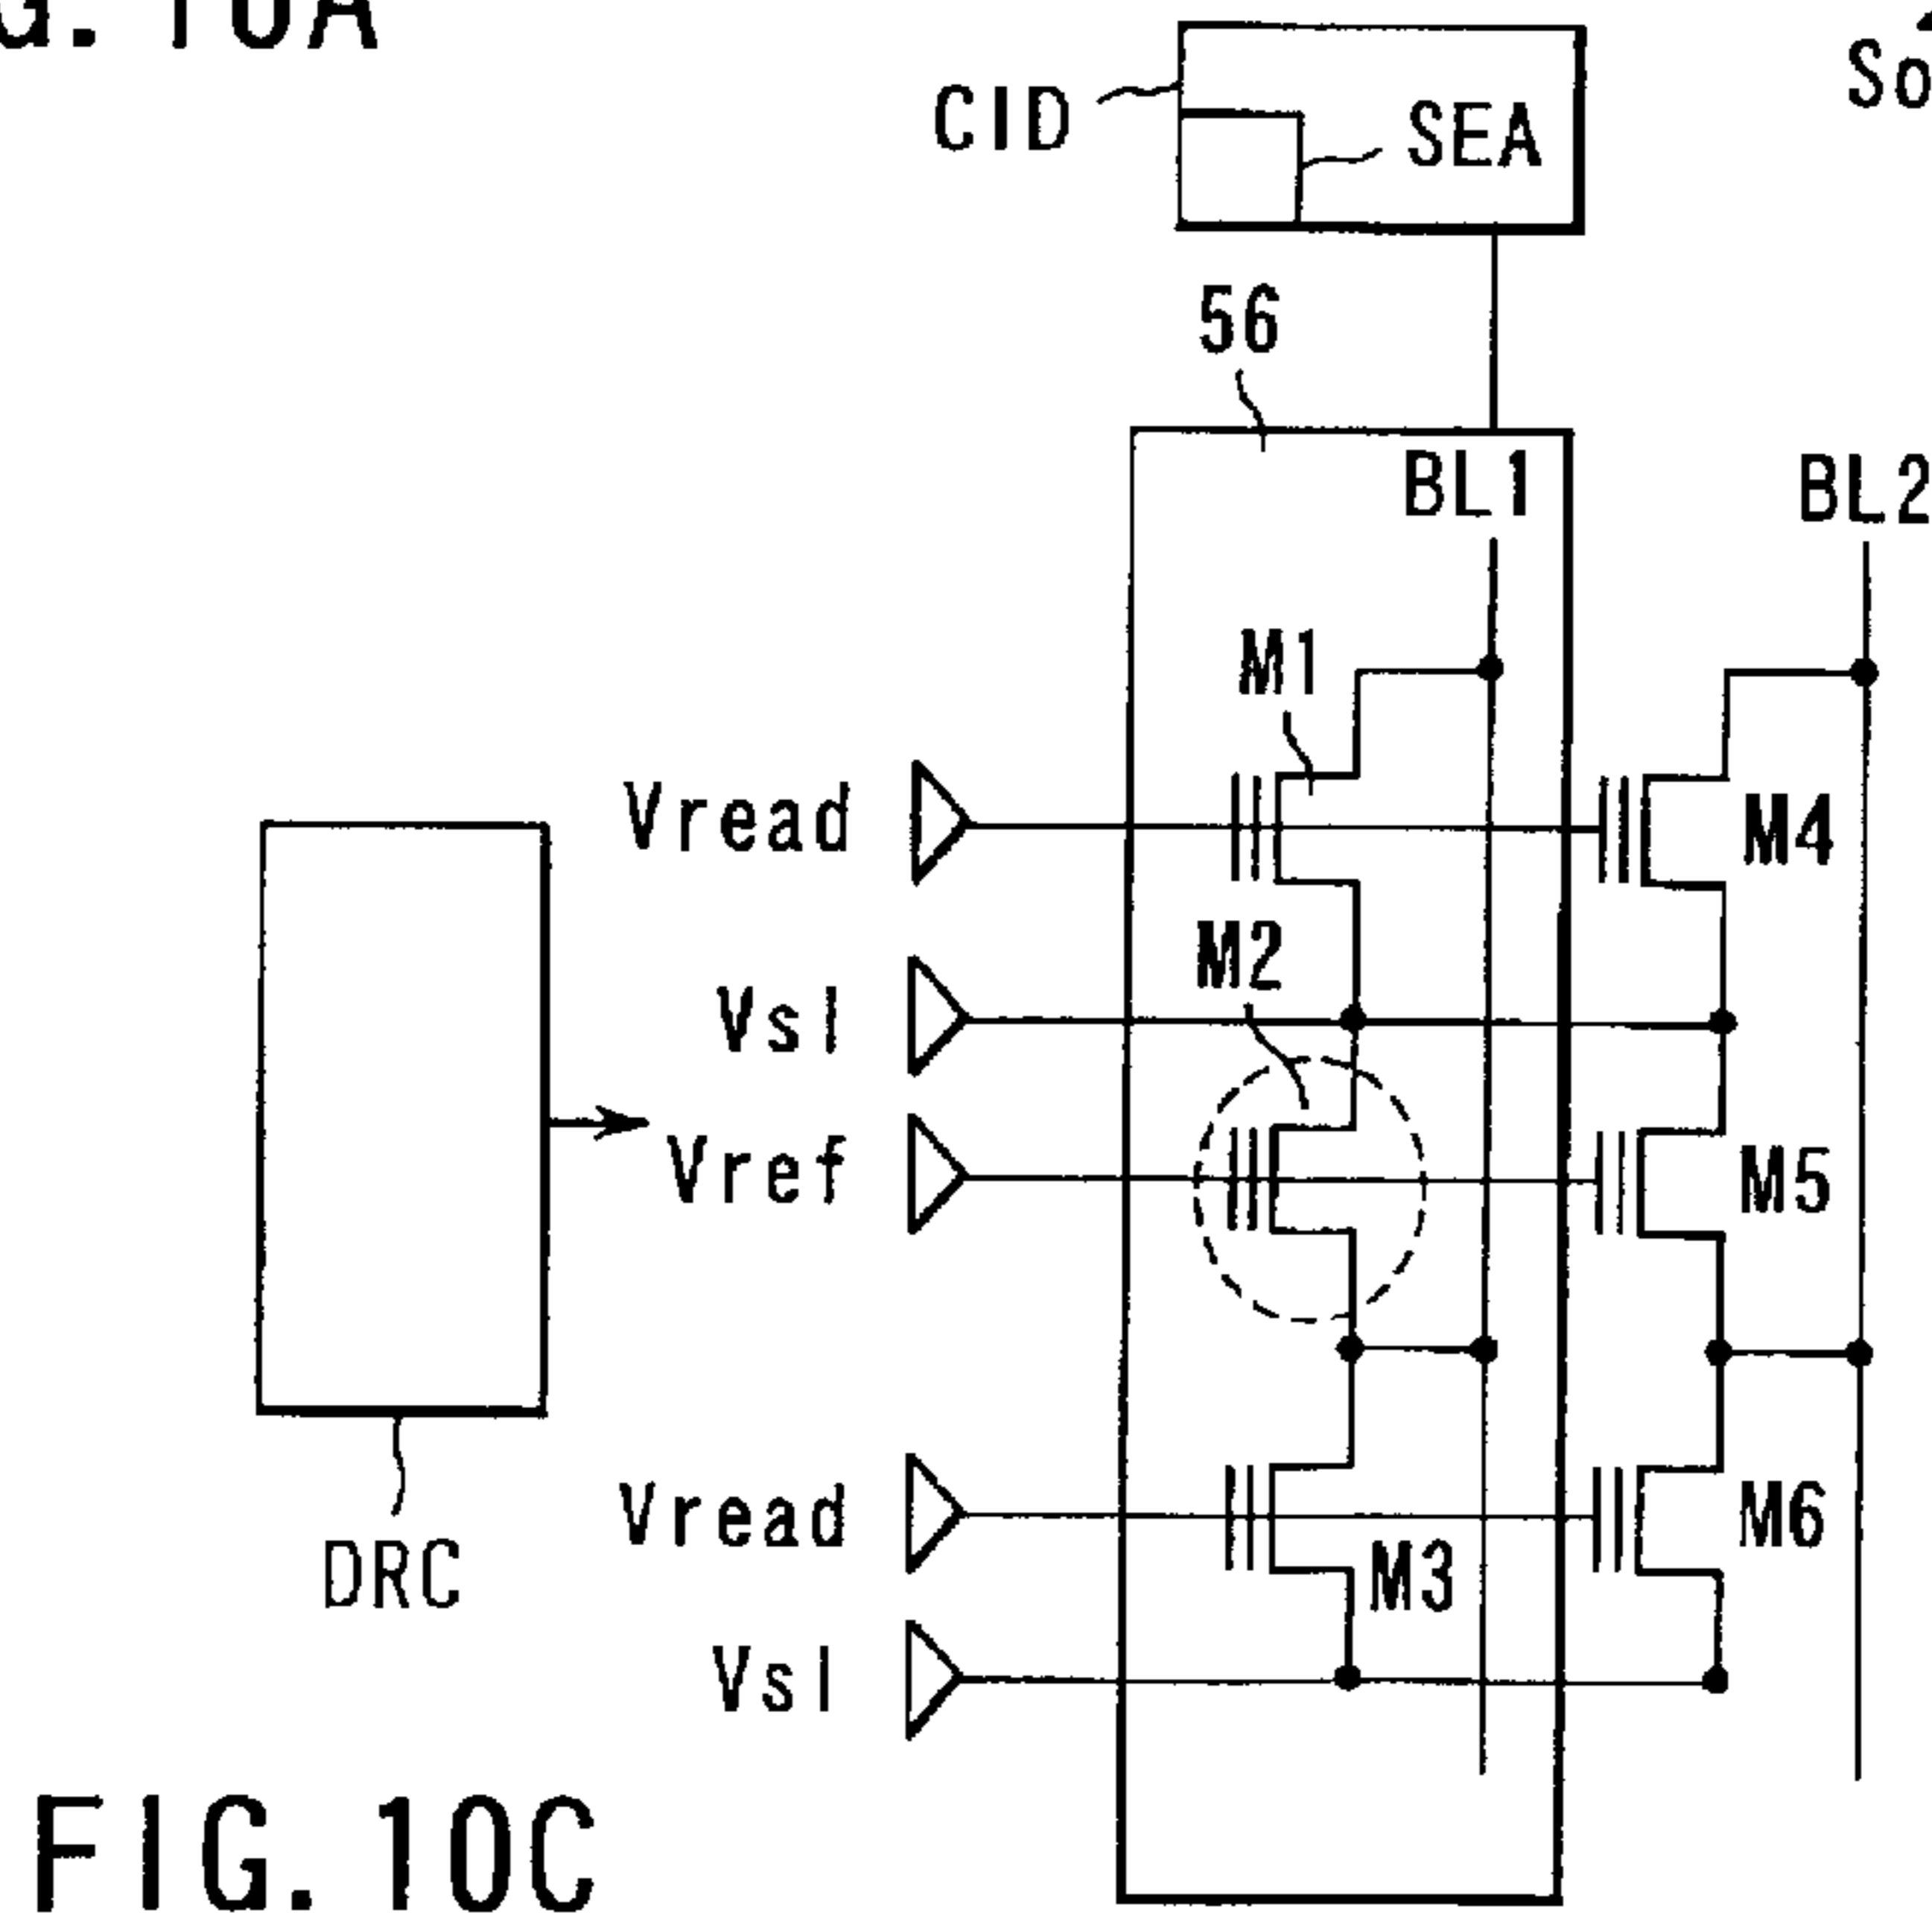 G. 10A
So
CID
SEA
56
BL1
BL2
M1
Vread
M4
M2
Vsl
Vref
M5
Vread
M6
M3
DRC
Vsl
FIG. 10C